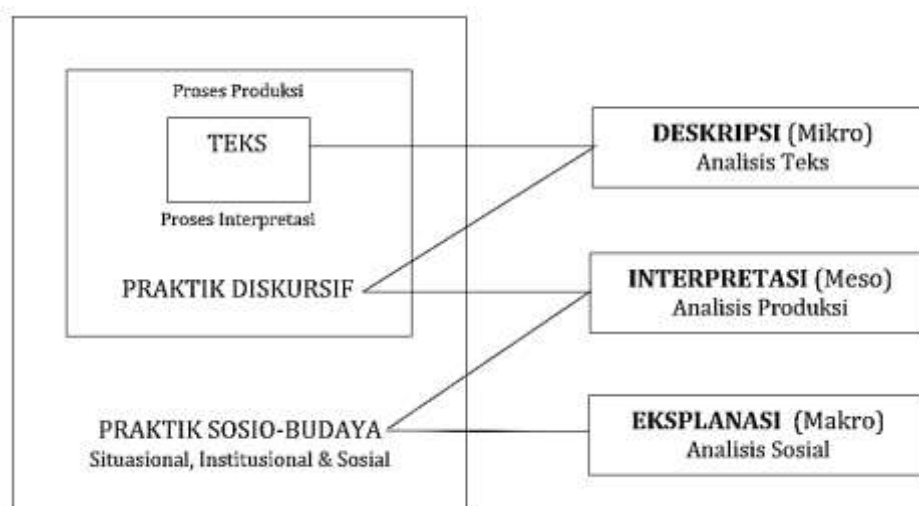 Proses Produksi
TEKS
Proses Interpretasi
PRAKTIK DISKURSIF
PRAKTIK SOSIO-BUDAYA
Situasional, Institusional & Sosial
DESKRIPSI (Mikro)
Analisis Teks
INTERPRETASI (Meso)
Analisis Produksi
EKSPLANASI (Makro)
Analisis Sosial